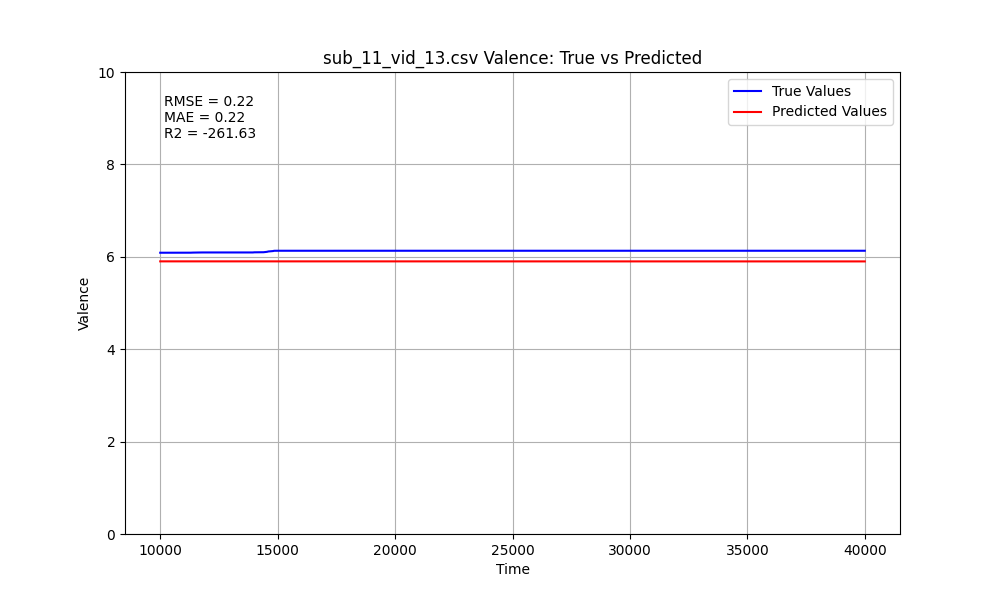 sub_11_vid_13.csv Valence: True vs Predicted
10
8
6
4
2
0
Valence
RMSE = 0.22
MAE = 0.22
R2 = -261.63
True Values
Predicted Values
10000 15000 20000 25000 30000 35000 40000
Time